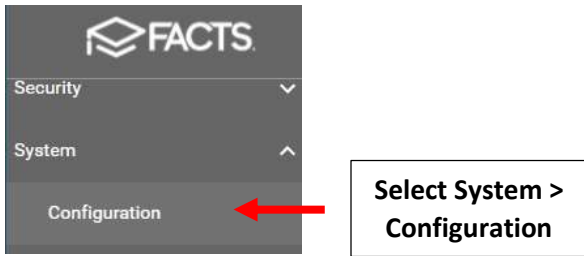 FACTS
Security
System
Configuration
Select System >
Configuration